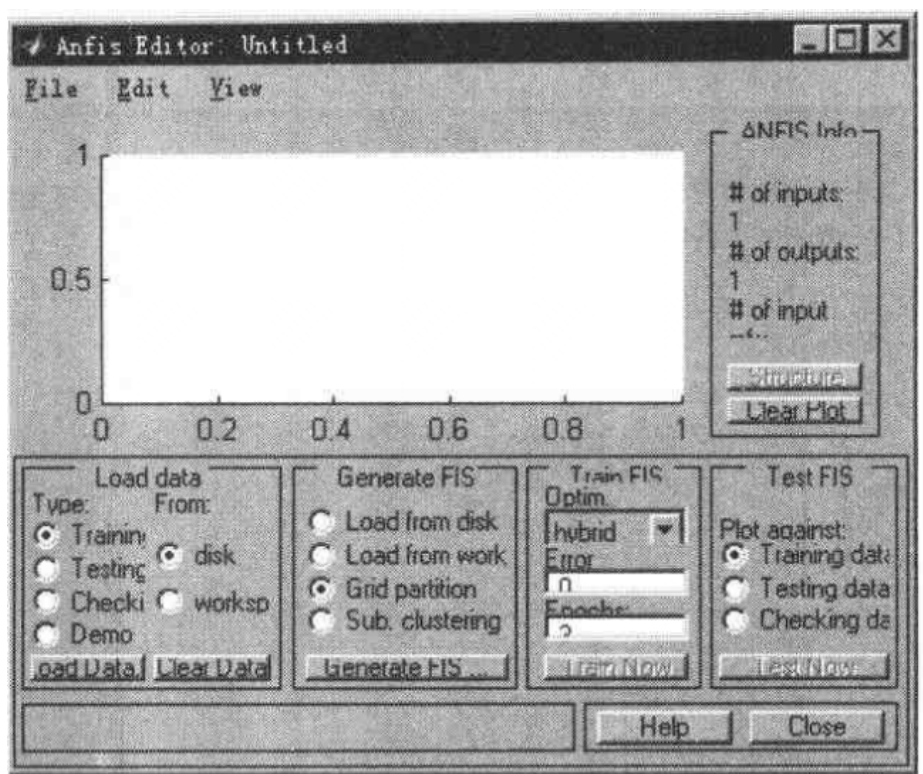 Anfis Editor: Untitled
File Edit View
ANFIS Info
# of inputs:
1
# of outputs:
1
# of input
Structure
Clear Plot
1
0.5
0
0 0.2 0.4 0.6 0.8 1
Load data
Type: From:
Trainin
Testing
Checki
Demo
disk
worksp
oad Data. Clear Data
Generate FIS
Load from disk
Load from work
Grid partition
Sub. clustering
Generate FIS ...
Train FIS
Optim.
hybrid
Error
0
Epochs:
3
Train Now
Test FIS
Plot against:
Training data
Testing data
Checking da
Test Now
Help Close